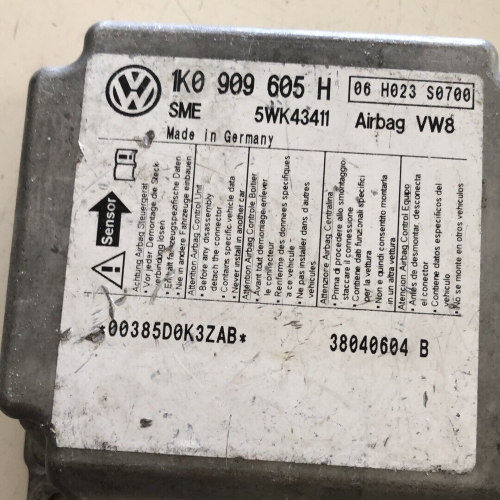 1K0 909 605 H
06 H023 S0700
SME 5WK43411 Airbag VW8
Made in Germany
Sensor
Achtung Airbag Steuergerät
• Vor jeder Demontage die Steck-
erbindung lösen
• Enthält fahrzeugspezifische Daten
• Nie in andere Fahrzeuge einbauen
Attention Airbag Control Unit
• Before any disassembly
detach the connector
• Contains specific vehicle data
• Never install in another car
Attention Airbag Controle Boitier
• Avant tout demontage enlever
le connecteur
• Renferme des données specifiques
a ce vehicule
• Ne pas installer dans d'autres
vehicules
Attenzione Airbag Centralina
• Prima di procedere allo smontaggio
staccare il connessione
• Contiene dati funzionali specifici
per la vettura
• Non e quindi consentito montarla
in un altra vettura
Atencion Airbag Control Equipo
• Antes de desmontar desconecta
el conector
• Contiene datos especificos del
vehiculo
• No se monte en otros vehiculos
*00385D0K3ZAB*
38040604 B